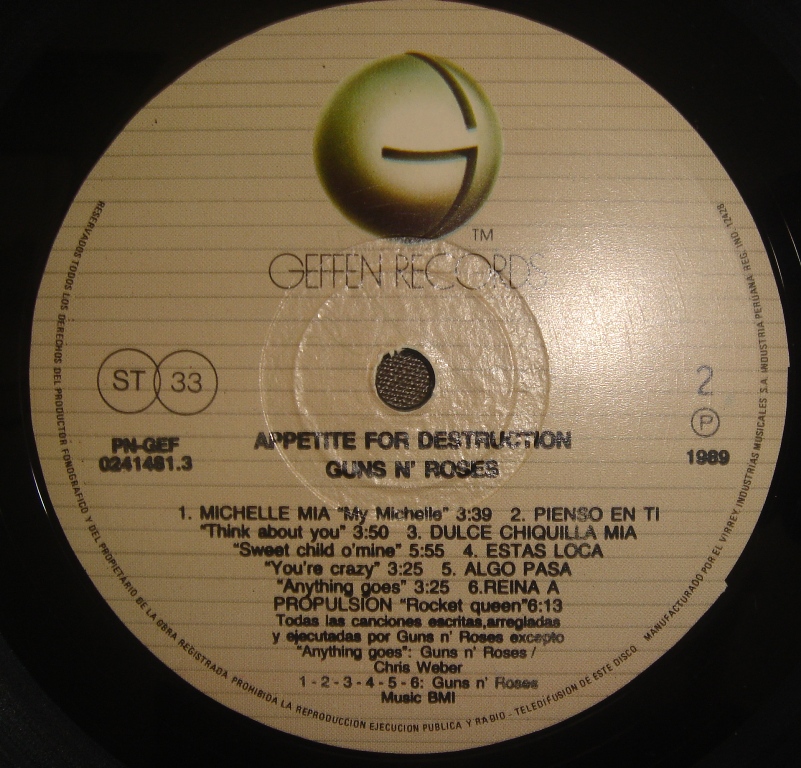 TM
GEFFEN RECORDS
ST 33
2
P
PN-GEF
0241481.3
1989
APPETITE FOR DESTRUCTION
GUNS N' ROSES
1. MICHELLE MIA "My Michelle" 3:39 2. PIENSO EN TI
"Think about you" 3:50 3. DULCE CHIQUILLA MIA
"Sweet child o'mine" 5:55 4. ESTAS LOCA
"You're crazy" 3:25 5. ALGO PASA
"Anything goes" 3:25 6.REINA A
PROPULSION "Rocket queen"6:13
Todas las canciones escritas,arregladas
y ejecutadas por Guns n' Roses excepto
"Anything goes": Guns n' Roses /
Chris Weber
1 - 2 - 3 - 4 - 5 - 6: Guns n' Roses
Music BMI
RESERVADOS TODOS LOS DERECHOS DEL PRODUCTOR FONOGRAFICO Y DEL PROPIETARIO DE LA OBRA REGISTRADA PROHIBIDA LA REPRODUCCION EJECUCION PUBLICA Y RADIO - TELEDIFUSION DE ESTE DISCO MANUFACTURADO POR EL VIRREY, INDUSTRIAS MUSICALES S.A. INDUSTRIA PERUANA REG. IND. 12428